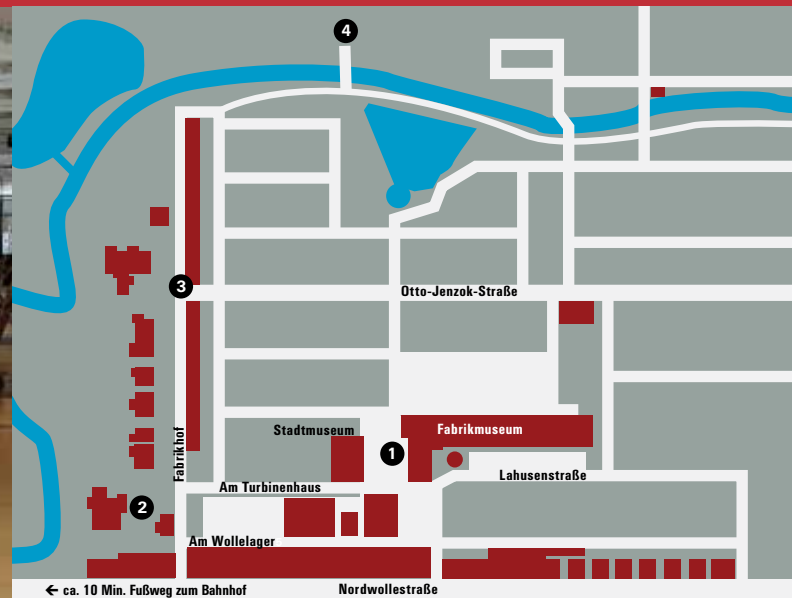 4
3
Otto-Jenzok-Straße
Stadtmuseum
Fabrikmuseum
1
Fabrikhof
Lahusenstraße
Am Turbinenhaus
2
Am Wollelager
← ca. 10 Min. Fußweg zum Bahnhof
Nordwollestraße